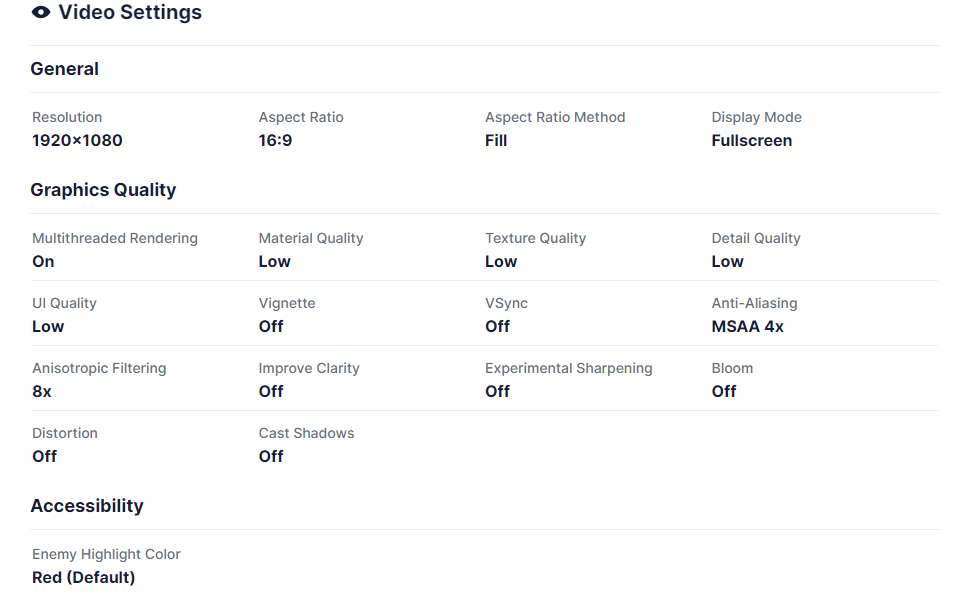 Video Settings
General
Resolution Aspect Ratio Aspect Ratio Method Display Mode
1920×1080 16:9 Fill Fullscreen
Graphics Quality
Multithreaded Rendering Material Quality Texture Quality Detail Quality
On Low Low Low
UI Quality Vignette VSync Anti-Aliasing
Low Off Off MSAA 4x
Anisotropic Filtering Improve Clarity Experimental Sharpening Bloom
8x Off Off Off
Distortion Cast Shadows
Off Off
Accessibility
Enemy Highlight Color
Red (Default)